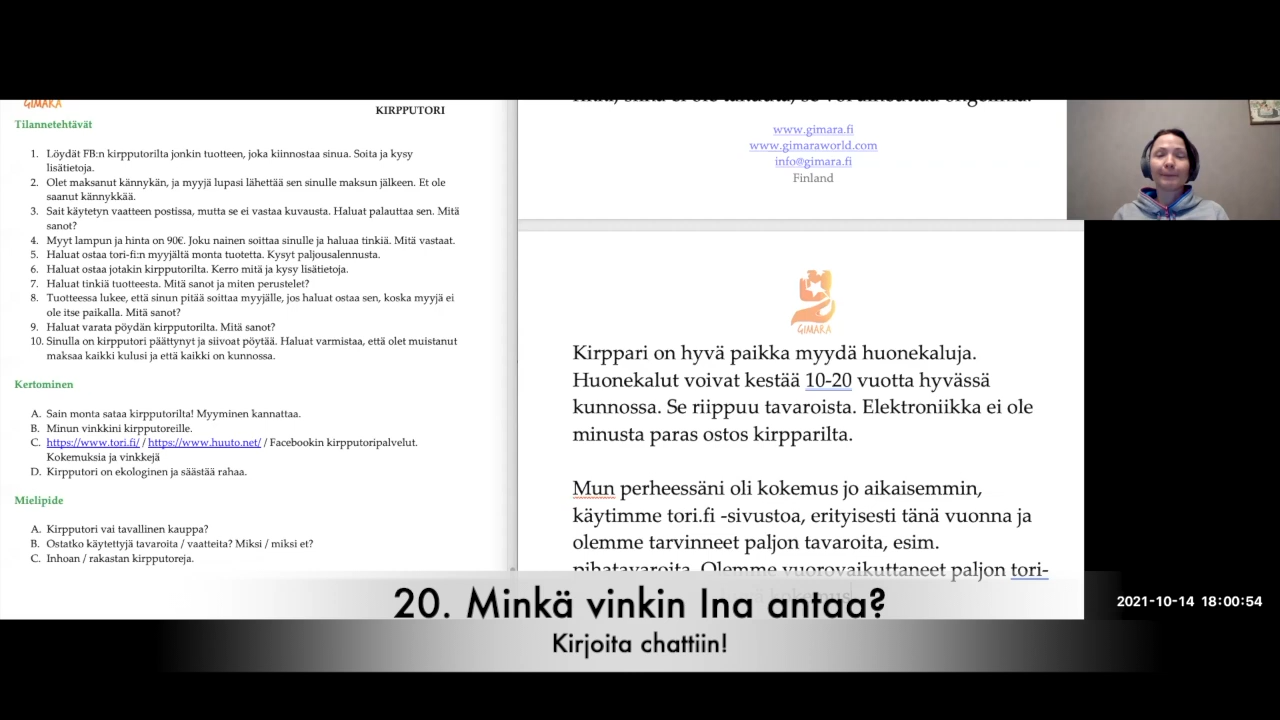 GIMARA
KIRPPUTORI
Tilannetehtävät
1. Löydät FB:n kirpputorilta jonkin tuotteen, joka kiinnostaa sinua. Soita ja kysy
lisätietoja.
2. Olet maksanut kännykän, ja myyjä lupasi lähettää sen sinulle maksun jälkeen. Et ole
saanut kännykkää.
3. Sait käytetyn vaatteen postissa, mutta se ei vastaa kuvausta. Haluat palauttaa sen. Mitä
sanot?
4. Myyt lampun ja hinta on 90€. Joku nainen soittaa sinulle ja haluaa tinkiä. Mitä vastaat.
5. Haluat ostaa tori-fi:n myyjältä monta tuotetta. Kysyt paljousalennusta.
6. Haluat ostaa jotakin kirpputorilta. Kerro mitä ja kysy lisätietoja.
7. Haluat tinkiä tuotteesta. Mitä sanot ja miten perustelet?
8. Tuotteessa lukee, että sinun pitää soittaa myyjälle, jos haluat ostaa sen, koska myyjä ei
ole itse paikalla. Mitä sanot?
9. Haluat varata pöydän kirpputorilta. Mitä sanot?
10. Sinulla on kirpputori päättynyt ja siivoat pöytää. Haluat varmistaa, että olet muistanut
maksaa kaikki kulusi ja että kaikki on kunnossa.
Kertominen
A. Sain monta sataa kirpputorilta! Myyminen kannattaa.
B. Minun vinkkini kirpputoreille.
C. https://www.tori.fi/ / https://www.huuto.net/ / Facebookin kirpputoripalvelut.
Kokemuksia ja vinkkejä
D. Kirpputori on ekologinen ja säästää rahaa.
Mielipide
A. Kirpputori vai tavallinen kauppa?
B. Ostatko käytettyjä tavaroita / vaatteita? Miksi / miksi et?
C. Inhoan / rakastan kirpputoreja.
www.gimara.fi
www.gimaraworld.com
info@gimara.fi
Finland
GIMARA
Kirppari on hyvä paikka myydä huonekaluja.
Huonekalut voivat kestää 10-20 vuotta hyvässä
kunnossa. Se riippuu tavaroista. Elektroniikka ei ole
minusta paras ostos kirpparilta.
Mun perheessäni oli kokemus jo aikaisemmin,
käytimme tori.fi -sivustoa, erityisesti tänä vuonna ja
olemme tarvinneet paljon tavaroita, esim.
pihatavaroita. Olemme vuorovaikuttaneet paljon tori-
kokemus
20. Minkä vinkin Ina antaa?
Kirjoita chattiin!
2021-10-14 18:00:54